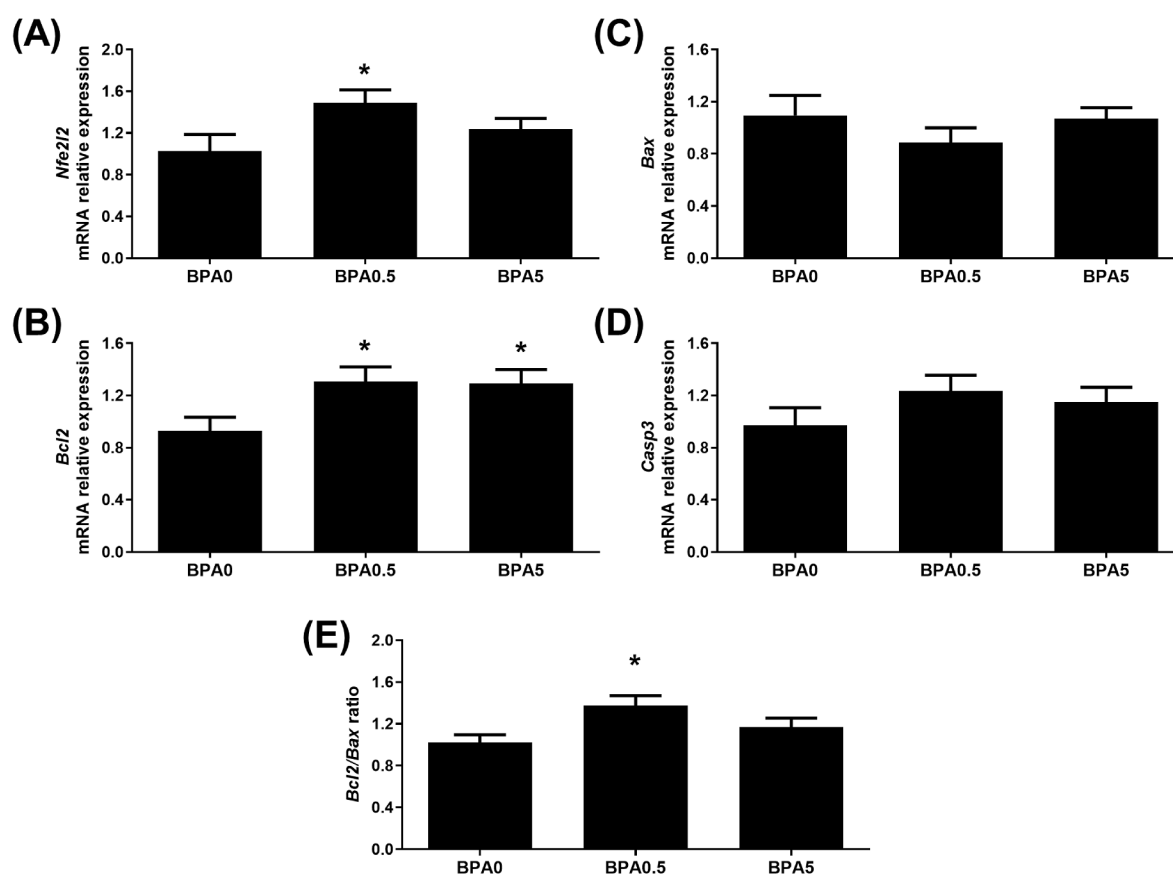 (A)
Nfe2l2
mRNA relative expression
2.0
1.6
1.2
0.8
0.4
0.0
*
BPA0 BPA0.5 BPA5
(C)
Bax
mRNA relative expression
1.6
1.2
0.8
0.4
0.0
BPA0 BPA0.5 BPA5
(B)
Bcl2
mRNA relative expression
1.6
1.2
0.8
0.4
0.0
* *
BPA0 BPA0.5 BPA5
(D)
Casp3
mRNA relative expression
1.6
1.2
0.8
0.4
0.0
BPA0 BPA0.5 BPA5
(E)
Bcl2/Bax ratio
2.0
1.6
1.2
0.8
0.4
0.0
*
BPA0 BPA0.5 BPA5